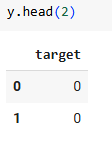 y.head(2)
target
0 0
1 0